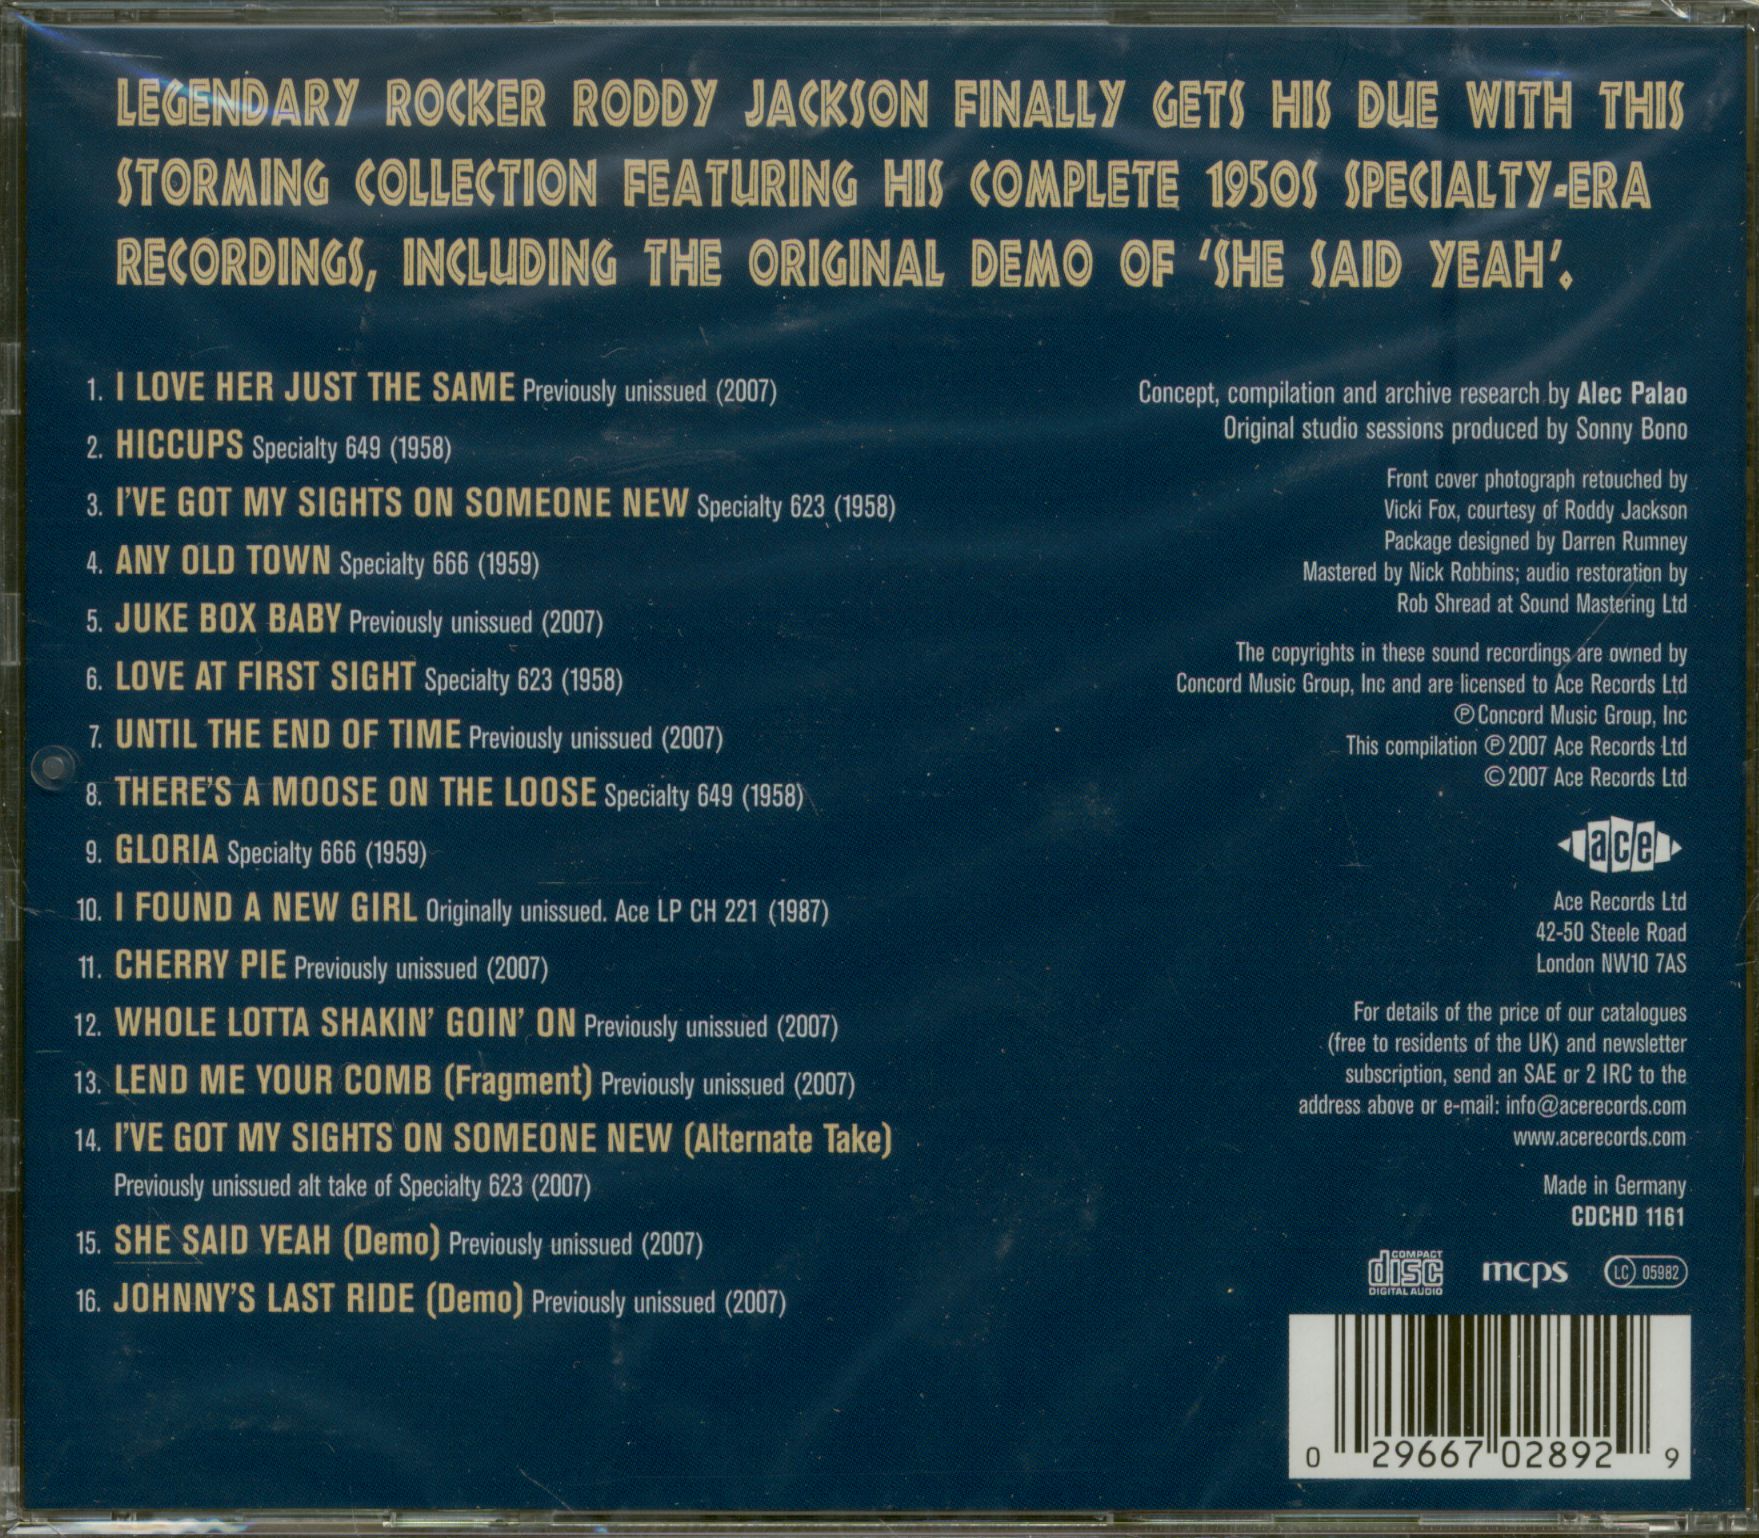 LEGENDARY ROCKER RODDY JACKSON FINALLY GETS HIS DUE WITH THIS
STORMING COLLECTION FEATURING HIS COMPLETE 1950S SPECIALTY-ERA
RECORDINGS, INCLUDING THE ORIGINAL DEMO OF ‘SHE SAID YEAH’.
1. I LOVE HER JUST THE SAME Previously unissued (2007)
2. HICCUPS Specialty 649 (1958)
3. I’VE GOT MY SIGHTS ON SOMEONE NEW Specialty 623 (1958)
4. ANY OLD TOWN Specialty 666 (1959)
5. JUKE BOX BABY Previously unissued (2007)
6. LOVE AT FIRST SIGHT Specialty 623 (1958)
7. UNTIL THE END OF TIME Previously unissued (2007)
8. THERE’S A MOOSE ON THE LOOSE Specialty 649 (1958)
9. GLORIA Specialty 666 (1959)
10. I FOUND A NEW GIRL Originally unissued. Ace LP CH 221 (1987)
11. CHERRY PIE Previously unissued (2007)
12. WHOLE LOTTA SHAKIN’ GOIN’ ON Previously unissued (2007)
13. LEND ME YOUR COMB (Fragment) Previously unissued (2007)
14. I’VE GOT MY SIGHTS ON SOMEONE NEW (Alternate Take)
Previously unissued alt take of Specialty 623 (2007)
15. SHE SAID YEAH (Demo) Previously unissued (2007)
16. JOHNNY’S LAST RIDE (Demo) Previously unissued (2007)
Concept, compilation and archive research by Alec Palao
Original studio sessions produced by Sonny Bono
Front cover photograph retouched by
Vicki Fox, courtesy of Roddy Jackson
Package designed by Darren Rumney
Mastered by Nick Robbins; audio restoration by
Rob Shread at Sound Mastering Ltd
The copyrights in these sound recordings are owned by
Concord Music Group, Inc and are licensed to Ace Records Ltd
℗ Concord Music Group, Inc
This compilation ℗ 2007 Ace Records Ltd
© 2007 Ace Records Ltd
ace
Ace Records Ltd
42-50 Steele Road
London NW10 7AS
For details of the price of our catalogues
(free to residents of the UK) and newsletter
subscription, send an SAE or 2 IRC to the
address above or e-mail: info@acerecords.com
www.acerecords.com
Made in Germany
CDCHD 1161
COMPACT disc DIGITAL AUDIO mcps LC 05982
0 29667 02892 9